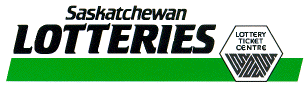 Saskatchewan
LOTTERIES
LOTTERY
TICKET
CENTRE